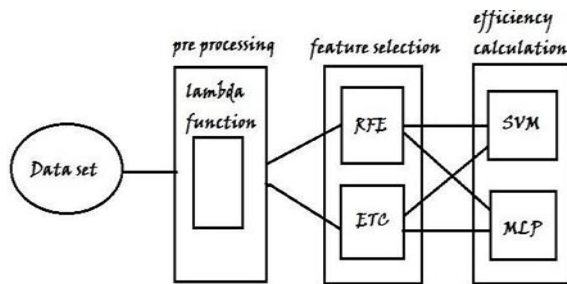 efficiency
pre processing
feature selection
calculation
lambda
function
RFE
SVM
Data set
ETC
MLP